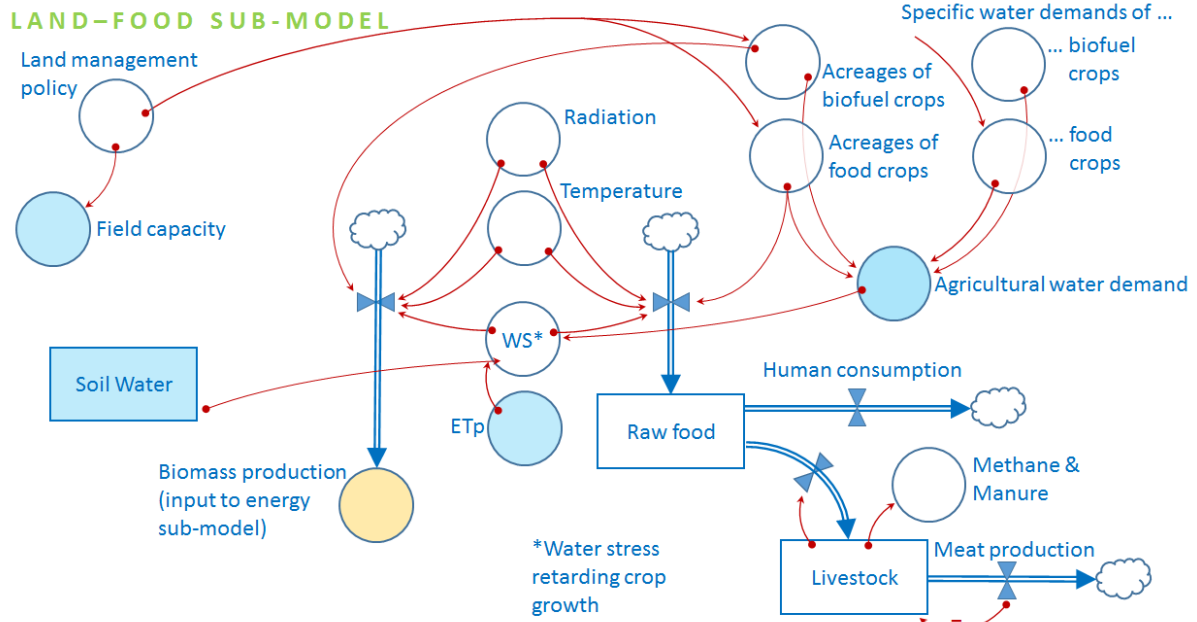 LAND–FOOD SUB-MODEL
Specific water demands of ...
Land management
policy
... biofuel
crops
Acreages of
biofuel crops
Radiation
... food
crops
Acreages of
food crops
Temperature
Field capacity
Agricultural water demand
WS*
Soil Water
Human consumption
ETp
Raw food
Biomass production
(input to energy
sub-model)
Methane &
Manure
*Water stress
retarding crop
growth
Meat production
Livestock